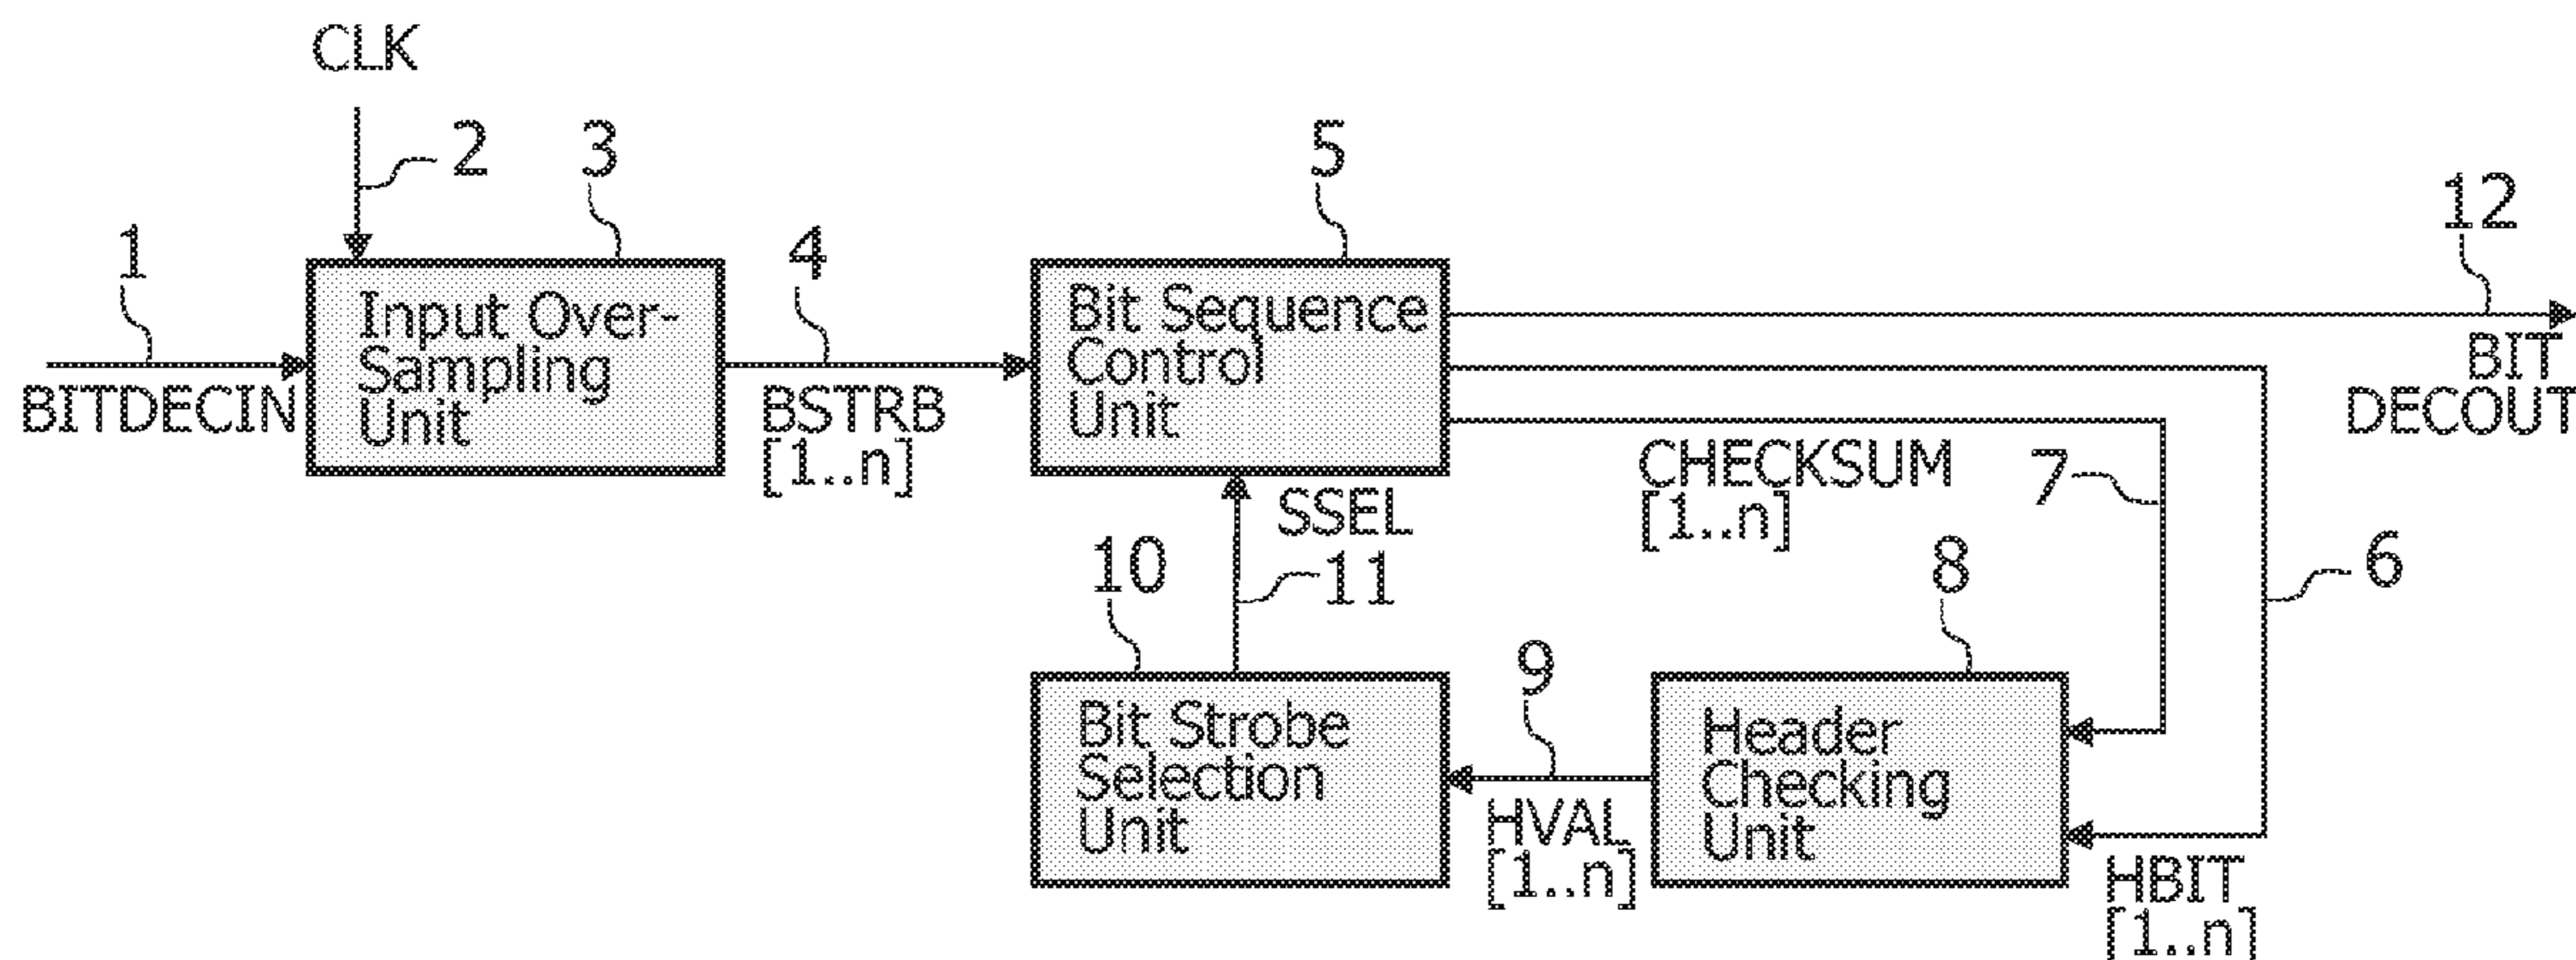 CLK
2
3
5
12
1
4
Input Over-
Sampling
Unit
Bit Sequence
Control
Unit
BITDECIN
BSTRB
[1..n]
BIT
DECOUT
CHECKSUM
[1..n]
7
SSEL
11
10
8
6
9
Bit Strobe
Selection
Unit
Header
Checking
Unit
HVAL
[1..n]
HBIT
[1..n]